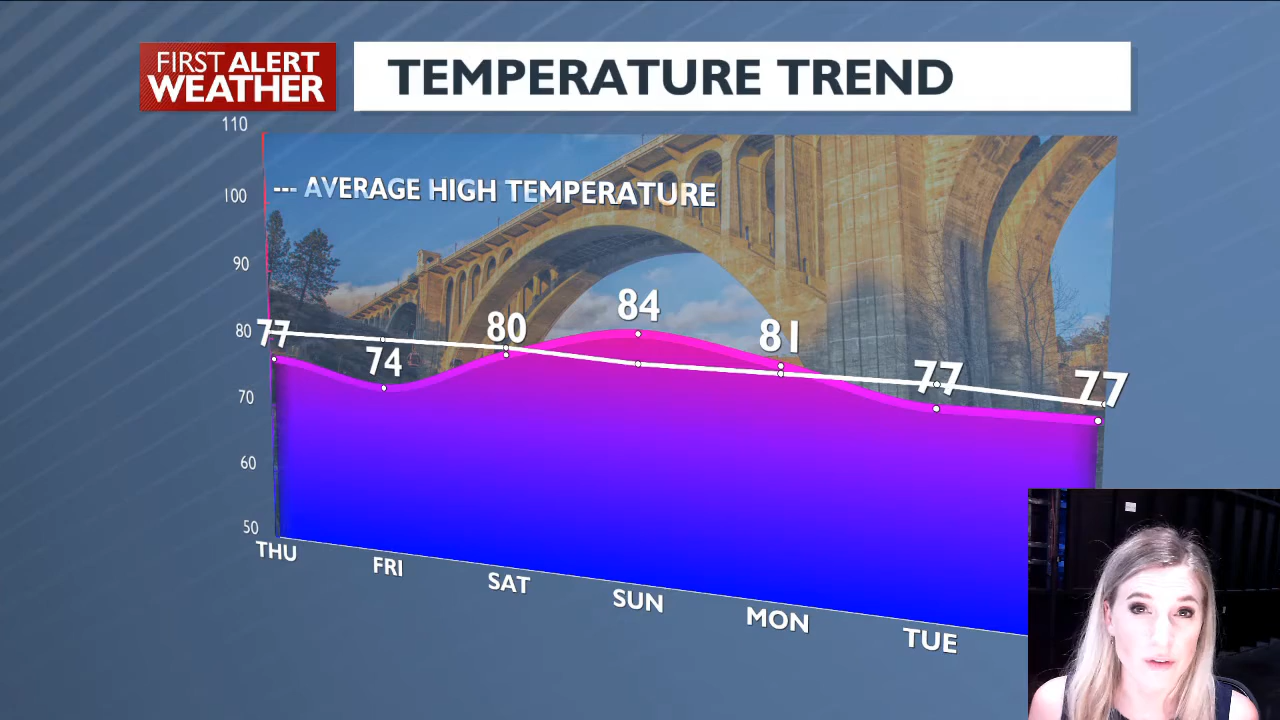 FIRST ALERT
WEATHER
TEMPERATURE TREND
110
100
90
80
70
60
50
--- AVERAGE HIGH TEMPERATURE
77
74
80
84
81
77
77
THU
FRI
SAT
SUN
MON
TUE